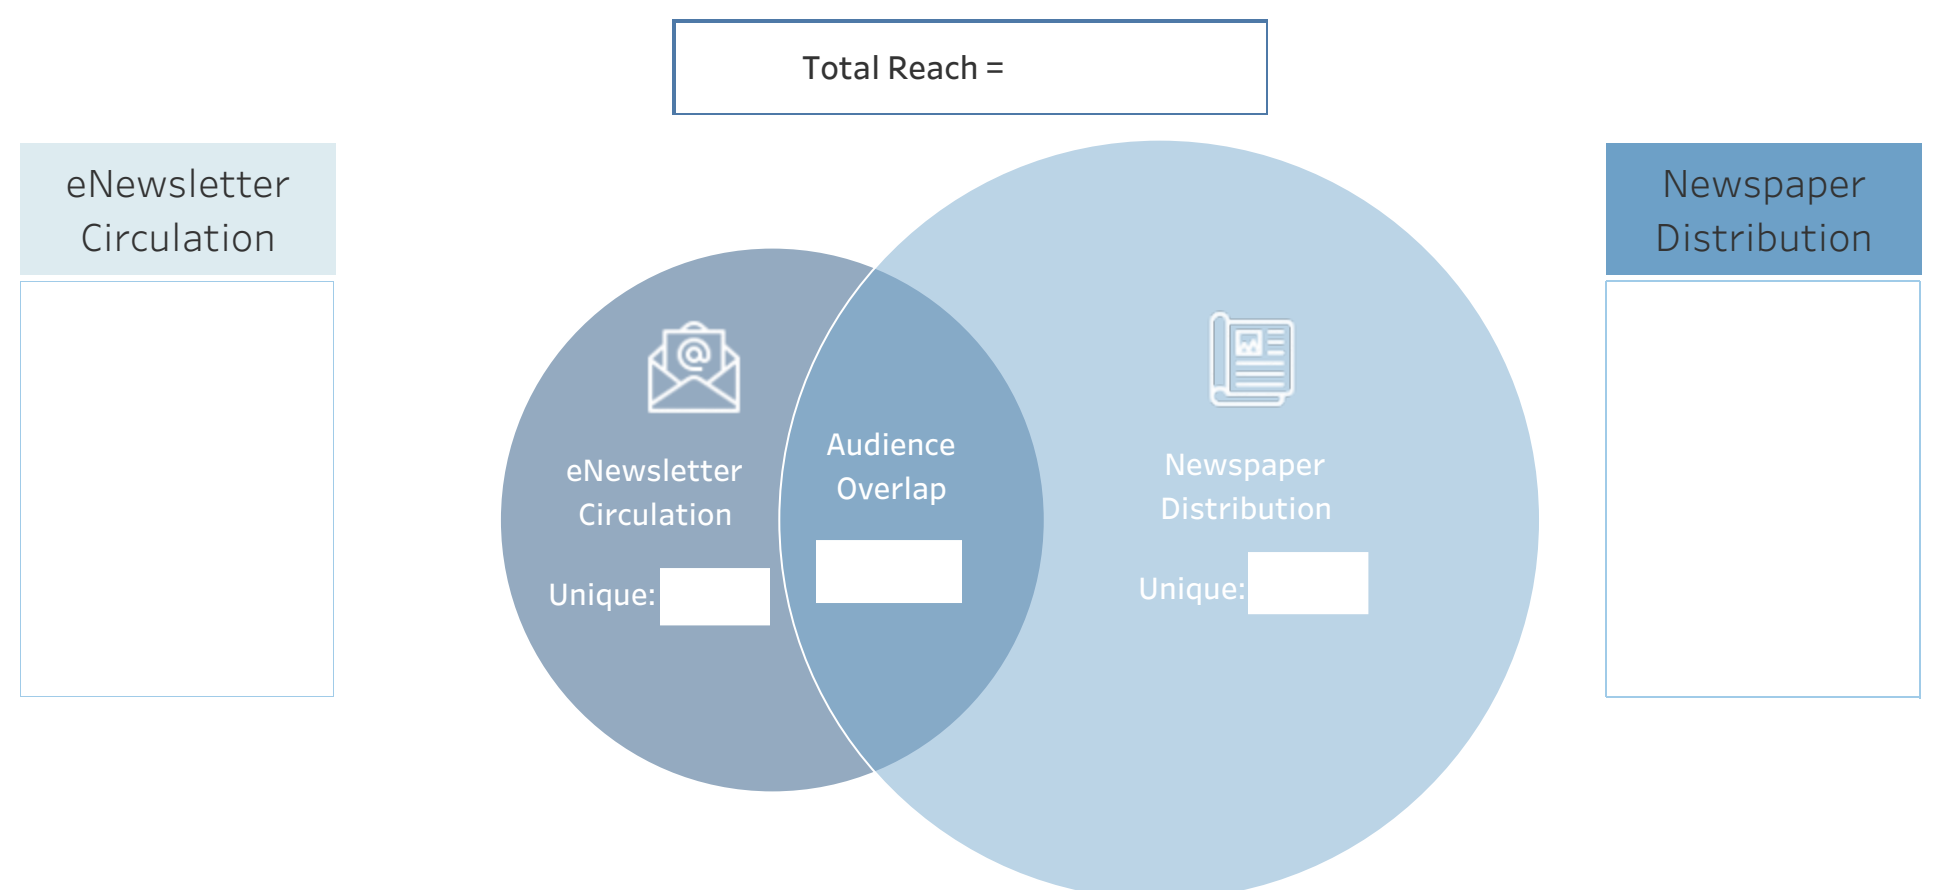 Total Reach =
eNewsletter
Circulation
Newspaper
Distribution
@
eNewsletter
Circulation
Unique:
Audience
Overlap
Newspaper
Distribution
Unique: